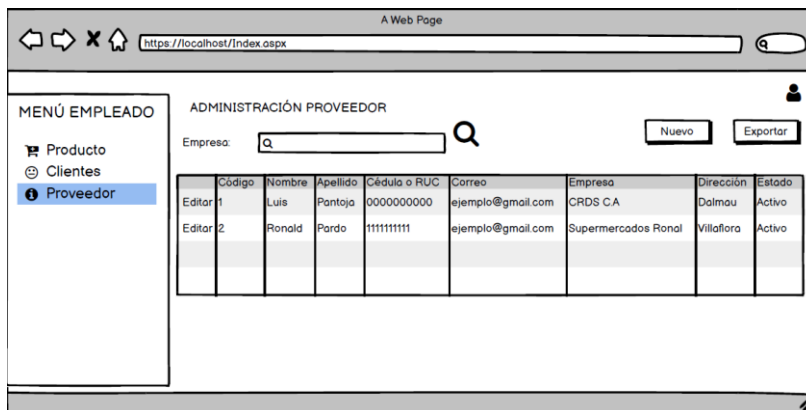 A Web Page
https://localhost/Index.aspx
MENÚ EMPLEADO
Producto
Clientes
Proveedor
ADMINISTRACIÓN PROVEEDOR
Empresa:
Nuevo
Exportar
Código Nombre Apellido Cédula o RUC Correo Empresa Dirección Estado
Editar 1 Luis Pantoja 0000000000 ejemplo@gmail.com CRDS C.A Dalmau Activo
Editar 2 Ronald Pardo 1111111111 ejemplo@gmail.com Supermercados Ronal Villaflora Activo